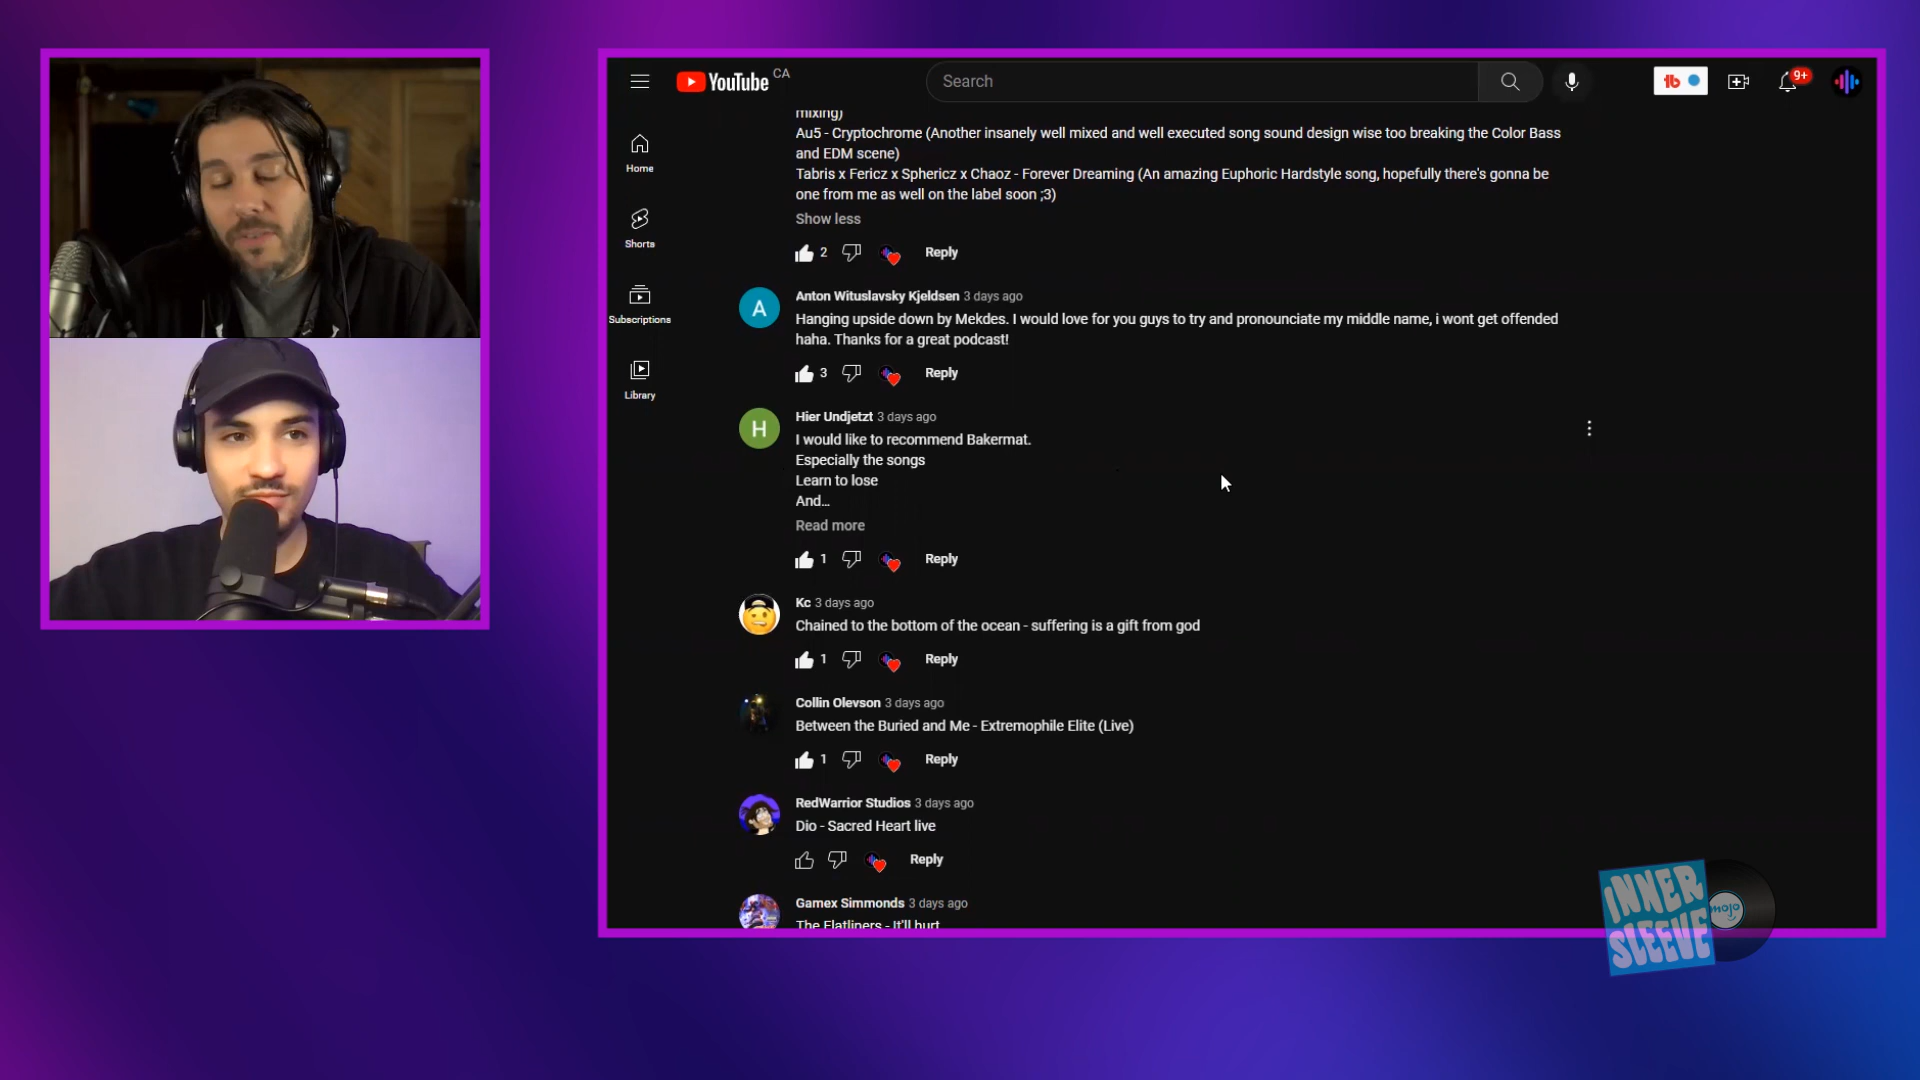 YouTube CA
Search
9+
Home
Shorts
Subscriptions
Library
mixing)
Au5 - Cryptochrome (Another insanely well mixed and well executed song sound design wise too breaking the Color Bass
and EDM scene)
Tabris x Fericz x Sphericz x Chaoz - Forever Dreaming (An amazing Euphoric Hardstyle song, hopefully there's gonna be
one from me as well on the label soon ;3)
Show less
2 Reply
A
Anton Wituslavsky Kjeldsen 3 days ago
Hanging upside down by Mekdes. I would love for you guys to try and pronounciate my middle name, i wont get offended
haha. Thanks for a great podcast!
3 Reply
H
Hier Undjetzt 3 days ago
I would like to recommend Bakermat.
Especially the songs
Learn to lose
And...
Read more
1 Reply
Kc 3 days ago
Chained to the bottom of the ocean - suffering is a gift from god
1 Reply
Collin Olevson 3 days ago
Between the Buried and Me - Extremophile Elite (Live)
1 Reply
RedWarrior Studios 3 days ago
Dio - Sacred Heart live
Reply
Gamex Simmonds 3 days ago
The Flatliners - It'll hurt
INNER
SLEEVE
mojo